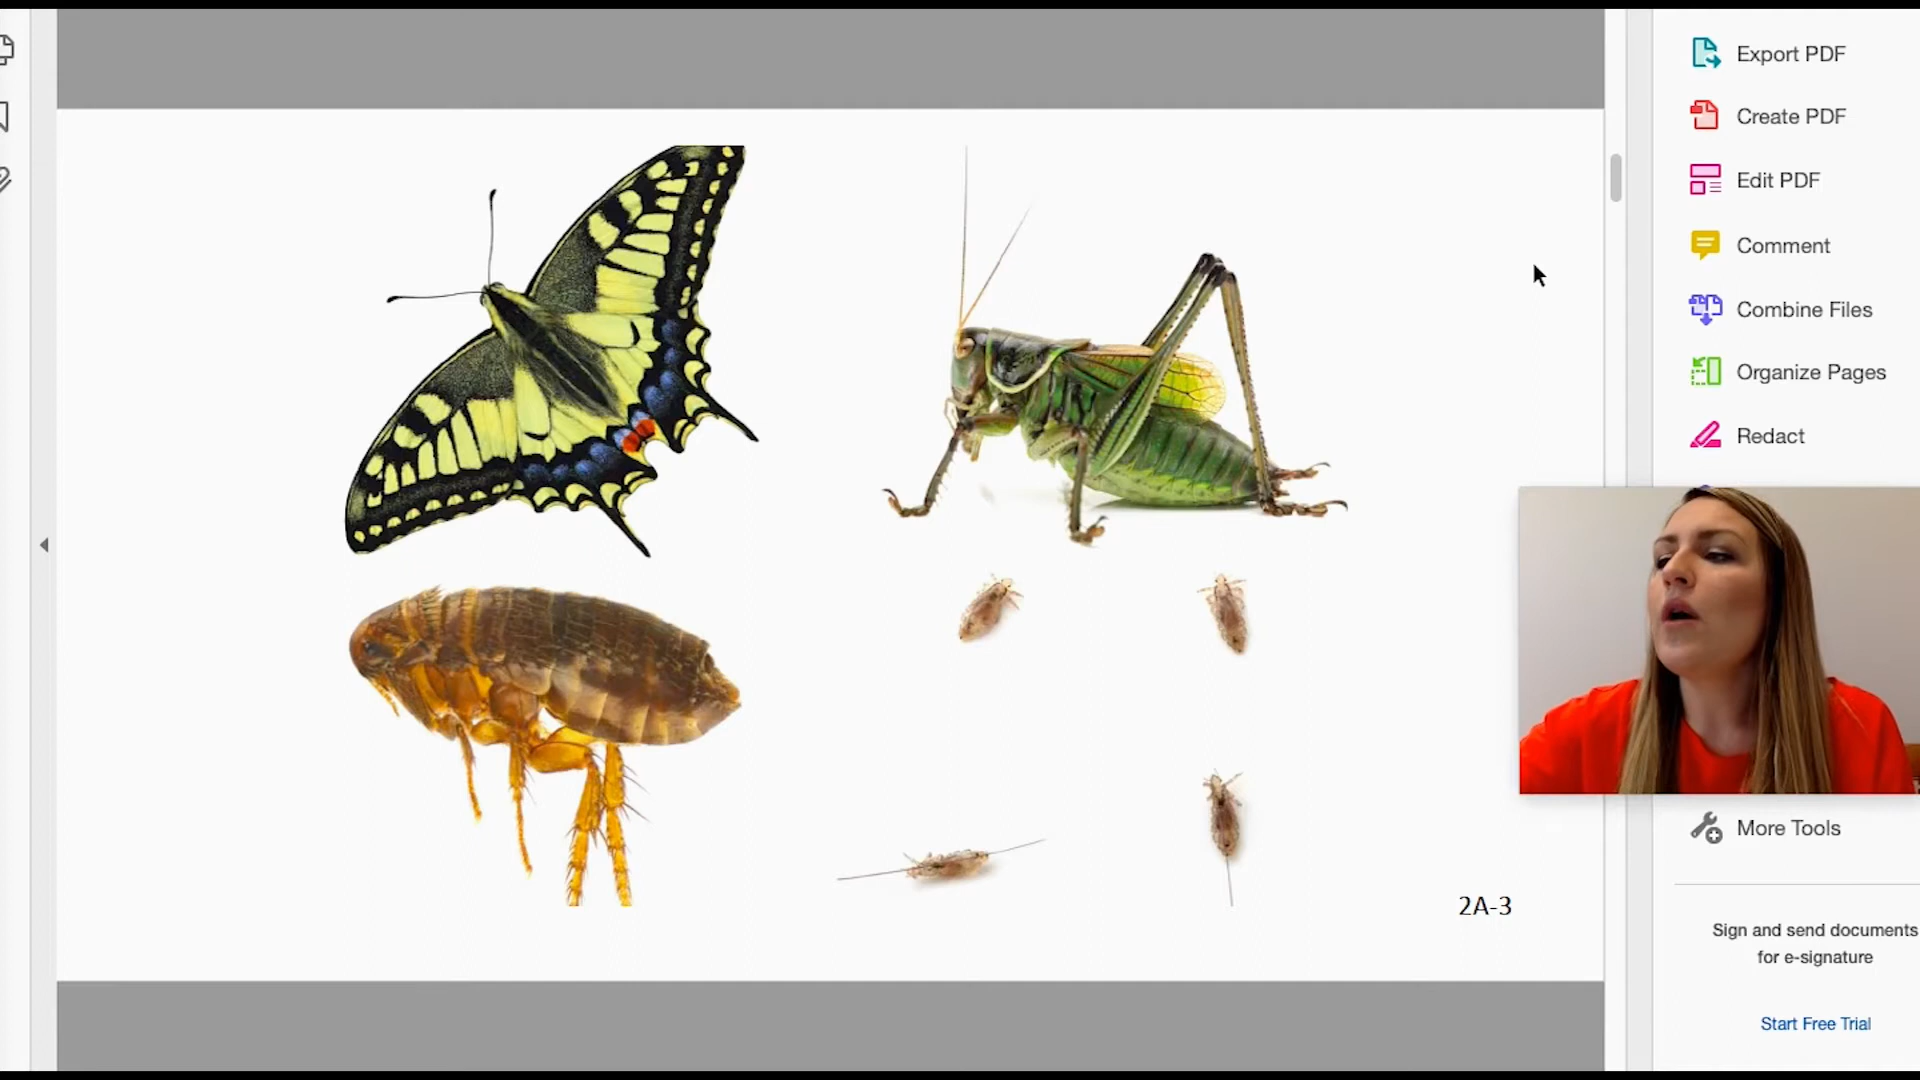 Export PDF
Create PDF
Edit PDF
Comment
Combine Files
Organize Pages
Redact
More Tools
2A-3
Sign and send documents
for e-signature
Start Free Trial